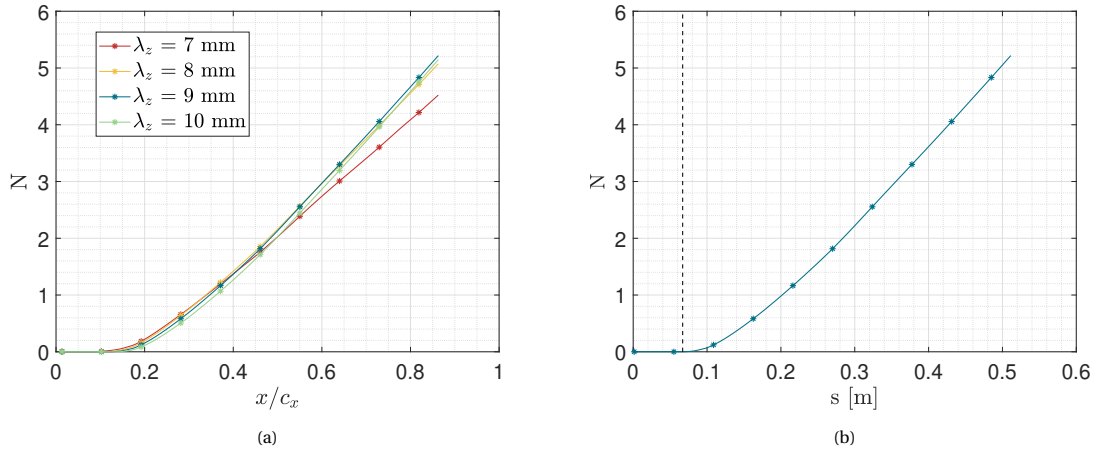 λz = 7 mm
λz = 8 mm
λz = 9 mm
λz = 10 mm
6
5
4
3
2
1
0
N
0 0.2 0.4 0.6 0.8 1
x/cx
(a)
6
5
4
3
2
1
0
N
0 0.1 0.2 0.3 0.4 0.5 0.6
s [m]
(b)